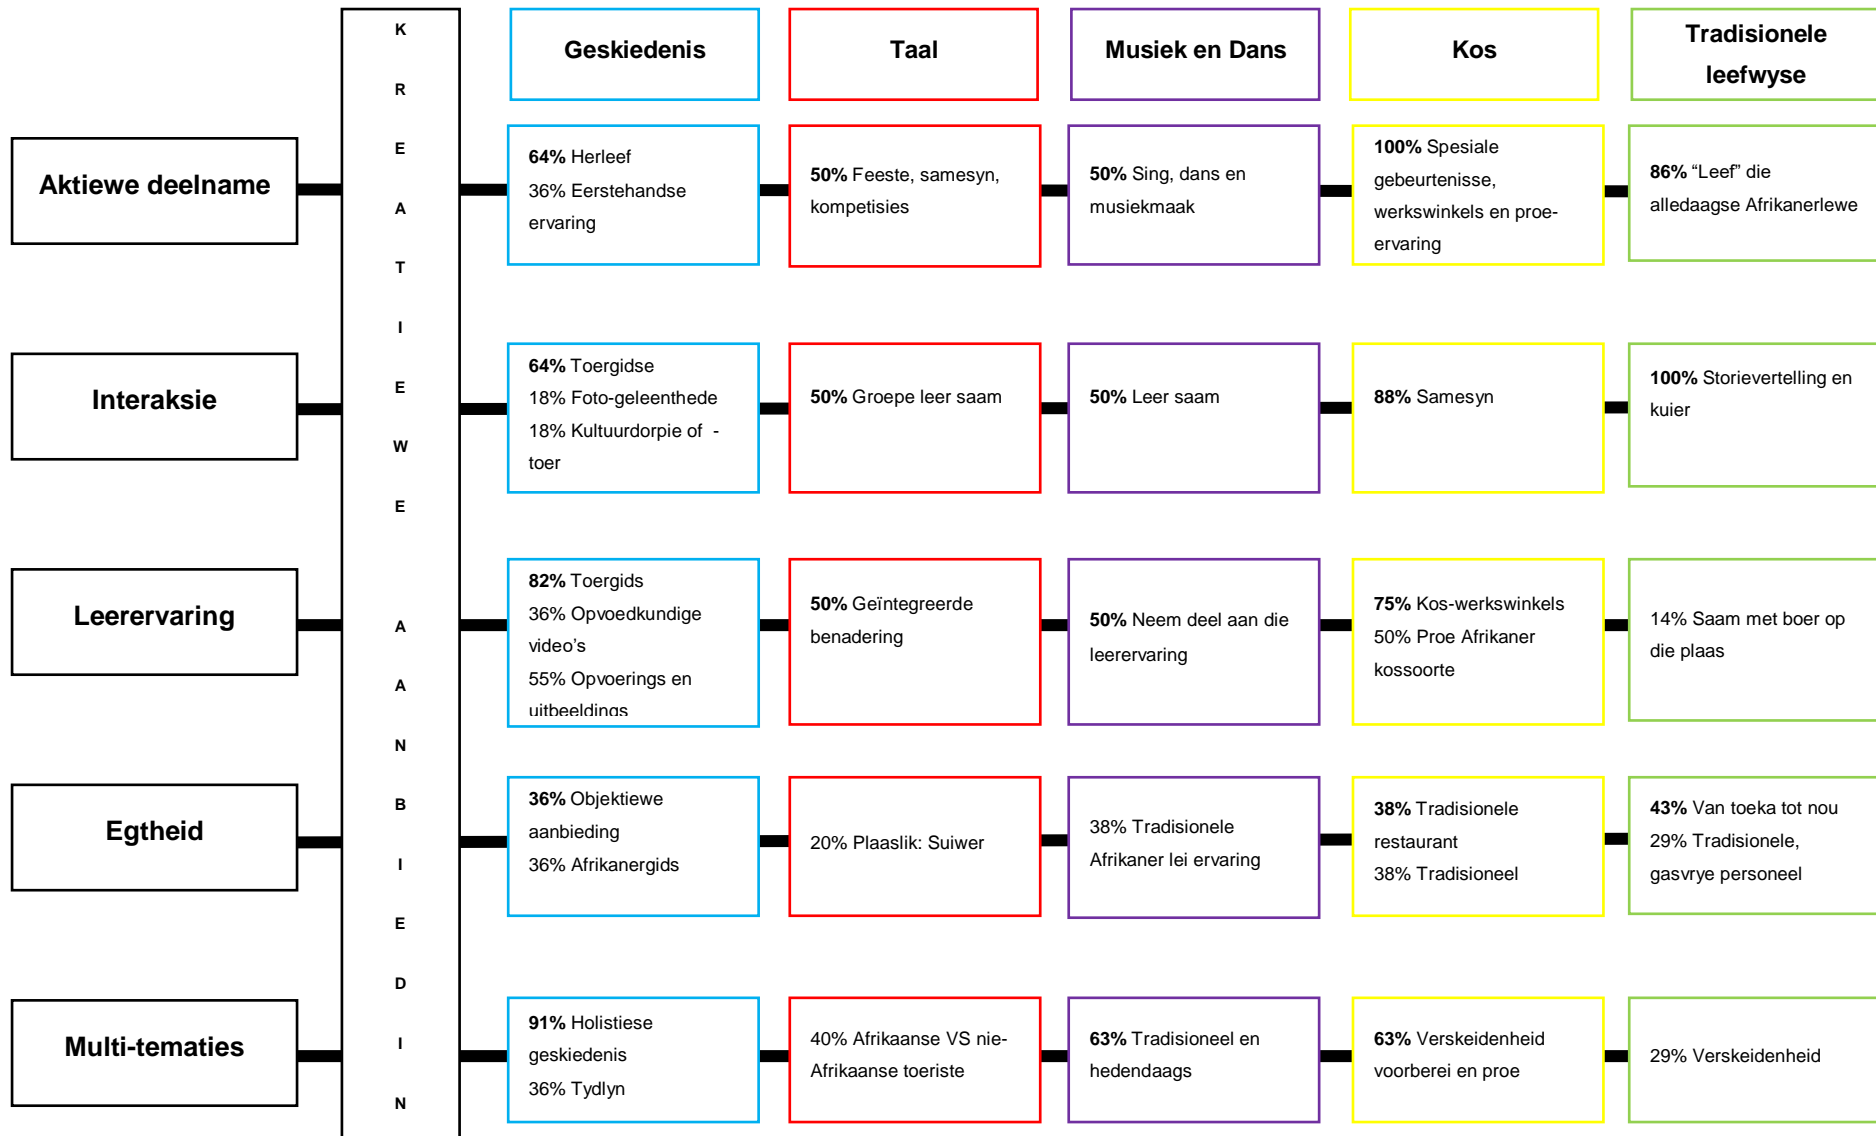 K
R
E
A
T
I
E
W
E
A
A
N
B
I
E
D
I
N
Geskiedenis
Taal
Musiek en Dans
Kos
Tradisionele
leefwyse
Aktiewe deelname
64% Herleef
36% Eerstehandse
ervaring
50% Feeste, samesyn,
kompetisies
50% Sing, dans en
musiekmaak
100% Spesiale
gebeurtenisse,
werkswinkels en proe-
ervaring
86% “Leef” die
alledaagse Afrikanerlewe
Interaksie
64% Toergidse
18% Foto-geleenthede
18% Kultuurdorpie of -
toer
50% Groepe leer saam
50% Leer saam
88% Samesyn
100% Storievertelling en
kuier
Leerervaring
82% Toergids
36% Opvoedkundige
video’s
55% Opvoerings en
uitbeeldings
50% Geïntegreerde
benadering
50% Neem deel aan die
leerervaring
75% Kos-werkswinkels
50% Proe Afrikaner
kossoorte
14% Saam met boer op
die plaas
Egtheid
36% Objektiewe
aanbieding
36% Afrikanergids
20% Plaaslik: Suiwer
38% Tradisionele
Afrikaner lei ervaring
38% Tradisionele
restaurant
38% Tradisioneel
43% Van toeka tot nou
29% Tradisionele,
gasvrye personeel
Multi-tematies
91% Holistiese
geskiedenis
36% Tydlyn
40% Afrikaanse VS nie-
Afrikaanse toeriste
63% Tradisioneel en
hedendaags
63% Verskeidenheid
voorberei en proe
29% Verskeidenheid